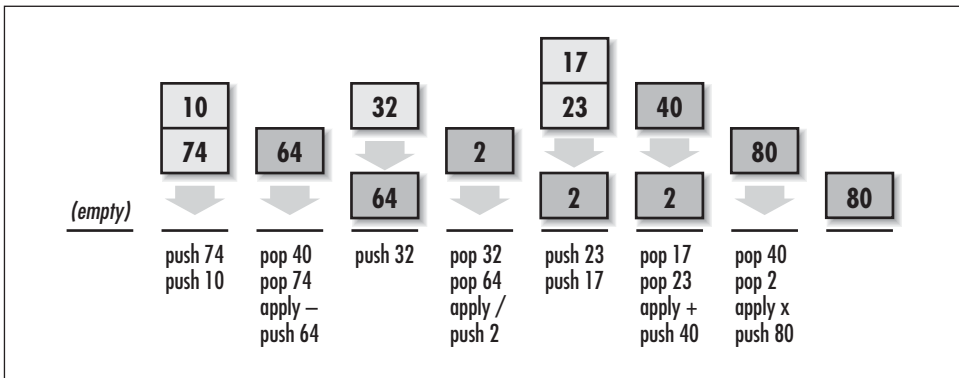 17
10
32
23
40
74
64
2
80
(empty)
64
2
2
80
push 74
push 10
pop 40
pop 74
apply –
push 64
push 32
pop 32
pop 64
apply /
push 2
push 23
push 17
pop 17
pop 23
apply +
push 40
pop 40
pop 2
apply x
push 80